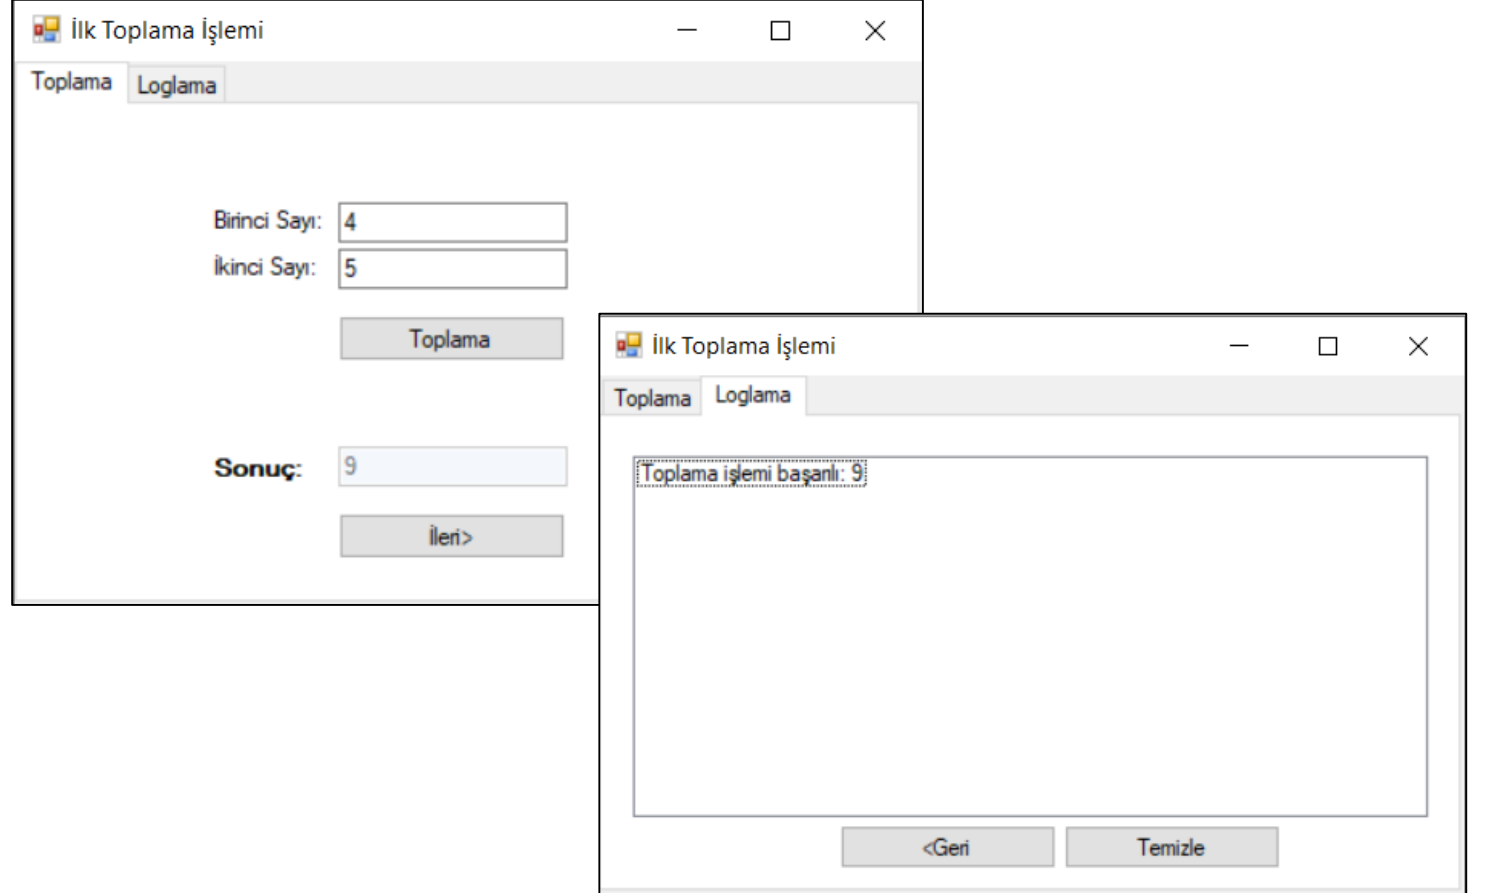 İlk Toplama İşlemi
Toplama Loglama
Birinci Sayı: 4
İkinci Sayı: 5
Toplama
Sonuç: 9
İleri>
İlk Toplama İşlemi
Toplama Loglama
Toplama işlemi başarılı: 9
<Geri Temizle